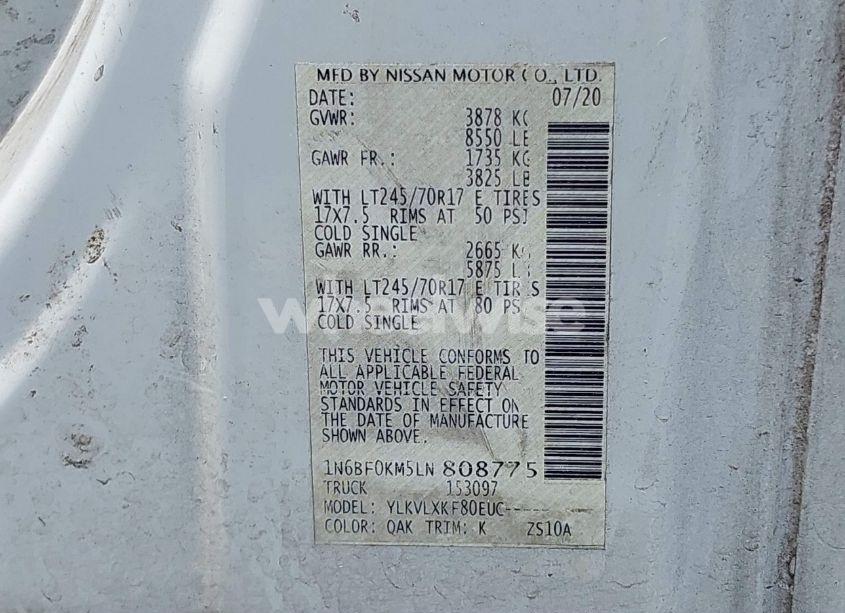 MFD BY NISSAN MOTOR CO., LTD.
DATE: 07/20
GVWR: 3878 KG
8550 LB
GAWR FR.: 1735 KG
3825 LB
WITH LT245/70R17 E TIRES
17X7.5 RIMS AT 50 PSI
COLD SINGLE
GAWR RR.: 2665 KG
5875 LB
WITH LT245/70R17 E TIRES
17X7.5 RIMS AT 80 PSI
COLD SINGLE
wheelwise
THIS VEHICLE CONFORMS TO
ALL APPLICABLE FEDERAL
MOTOR VEHICLE SAFETY
STANDARDS IN EFFECT ON
THE DATE OF MANUFACTURE
SHOWN ABOVE.
1N6BF0KM5LN808775
TRUCK 153097
MODEL: YLKVLXKF80EUC-----
COLOR: QAK TRIM: K ZS10A